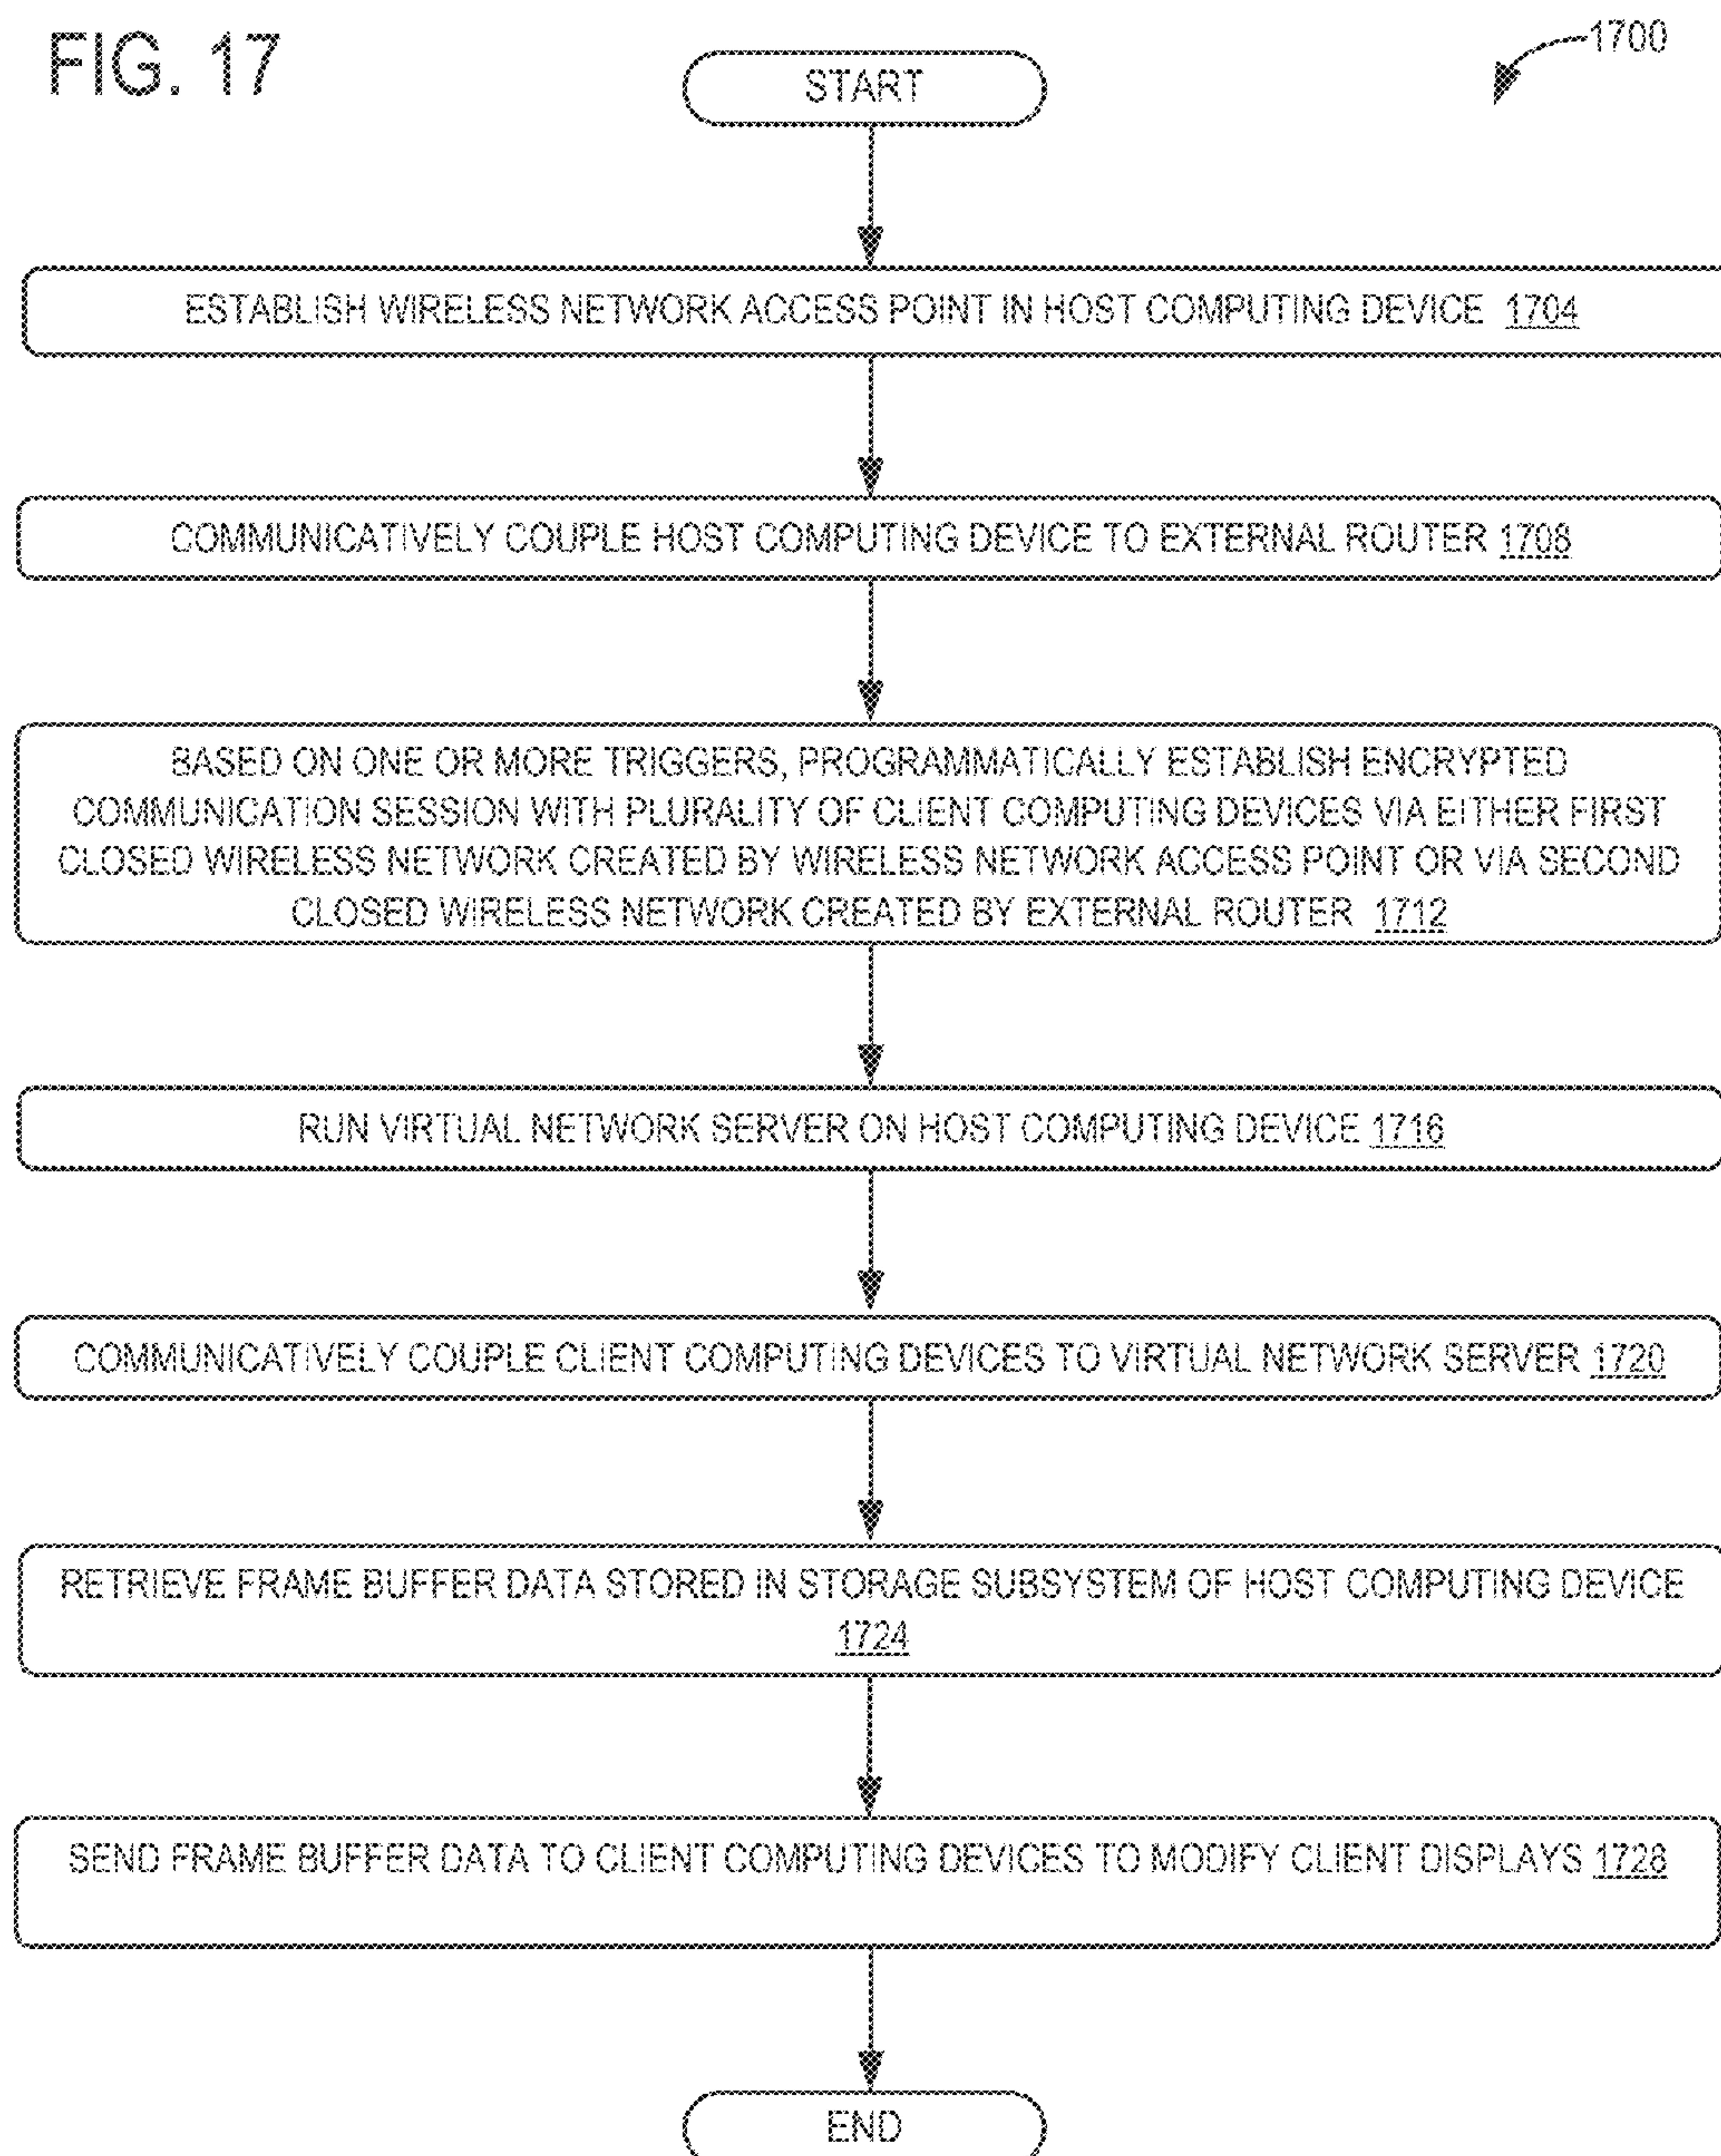 FIG. 17
1700
START
ESTABLISH WIRELESS NETWORK ACCESS POINT IN HOST COMPUTING DEVICE 1704
COMMUNICATIVELY COUPLE HOST COMPUTING DEVICE TO EXTERNAL ROUTER 1708
BASED ON ONE OR MORE TRIGGERS, PROGRAMMATICALLY ESTABLISH ENCRYPTED
COMMUNICATION SESSION WITH PLURALITY OF CLIENT COMPUTING DEVICES VIA EITHER FIRST
CLOSED WIRELESS NETWORK CREATED BY WIRELESS NETWORK ACCESS POINT OR VIA SECOND
CLOSED WIRELESS NETWORK CREATED BY EXTERNAL ROUTER 1712
RUN VIRTUAL NETWORK SERVER ON HOST COMPUTING DEVICE 1716
COMMUNICATIVELY COUPLE CLIENT COMPUTING DEVICES TO VIRTUAL NETWORK SERVER 1720
RETRIEVE FRAME BUFFER DATA STORED IN STORAGE SUBSYSTEM OF HOST COMPUTING DEVICE
1724
SEND FRAME BUFFER DATA TO CLIENT COMPUTING DEVICES TO MODIFY CLIENT DISPLAYS 1728
END